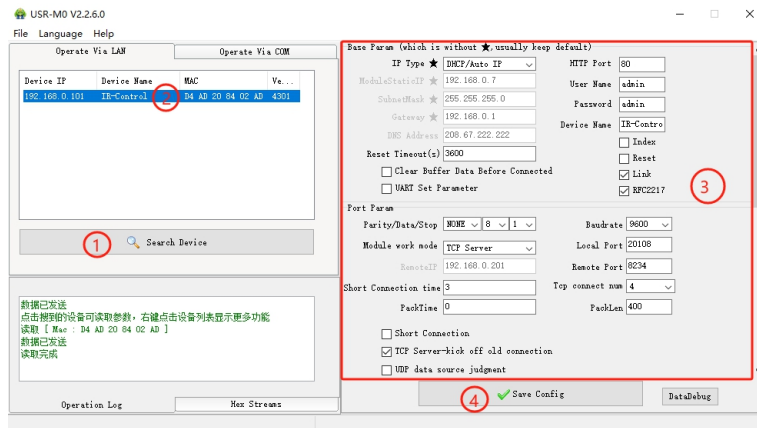 USR-M0 V2.2.6.0
File Language Help
Operate Via LAN
Operate Via COM
Device IP Device Name MAC Ve...
192.168.0.101 IR-Control D4 AD 20 84 02 AD 4301
2
1
Search Device
数据已发送
点击搜到的设备可读取参数，右键点击设备列表显示更多功能
读取 [ Mac : D4 AD 20 84 02 AD ]
数据已发送
读取完成
Operation Log
Hex Streams
Base Param (which is without ★,usually keep default)
IP Type ★ DHCP/Auto IP HTTP Port 80
ModuleStaticIP ★ 192.168.0.7 User Name admin
SubnetMask ★ 255.255.255.0 Password admin
Gateway ★ 192.168.0.1 Device Name IR-Contro
DNS Address 208.67.222.222 Index
Reset Timeout(s) 3600 Reset
Clear Buffer Data Before Connected Link
UART Set Parameter RFC2217
3
Port Param
Parity/Data/Stop NONE 8 1 Baudrate 9600
Module work mode TCP Server Local Port 20108
RemoteIP 192.168.0.201 Remote Port 8234
Short Connection time 3 Tcp connect num 4
PackTime 0 PackLen 400
Short Connection
TCP Server-kick off old connection
UDP data source judgment
4
Save Config
DataDebug